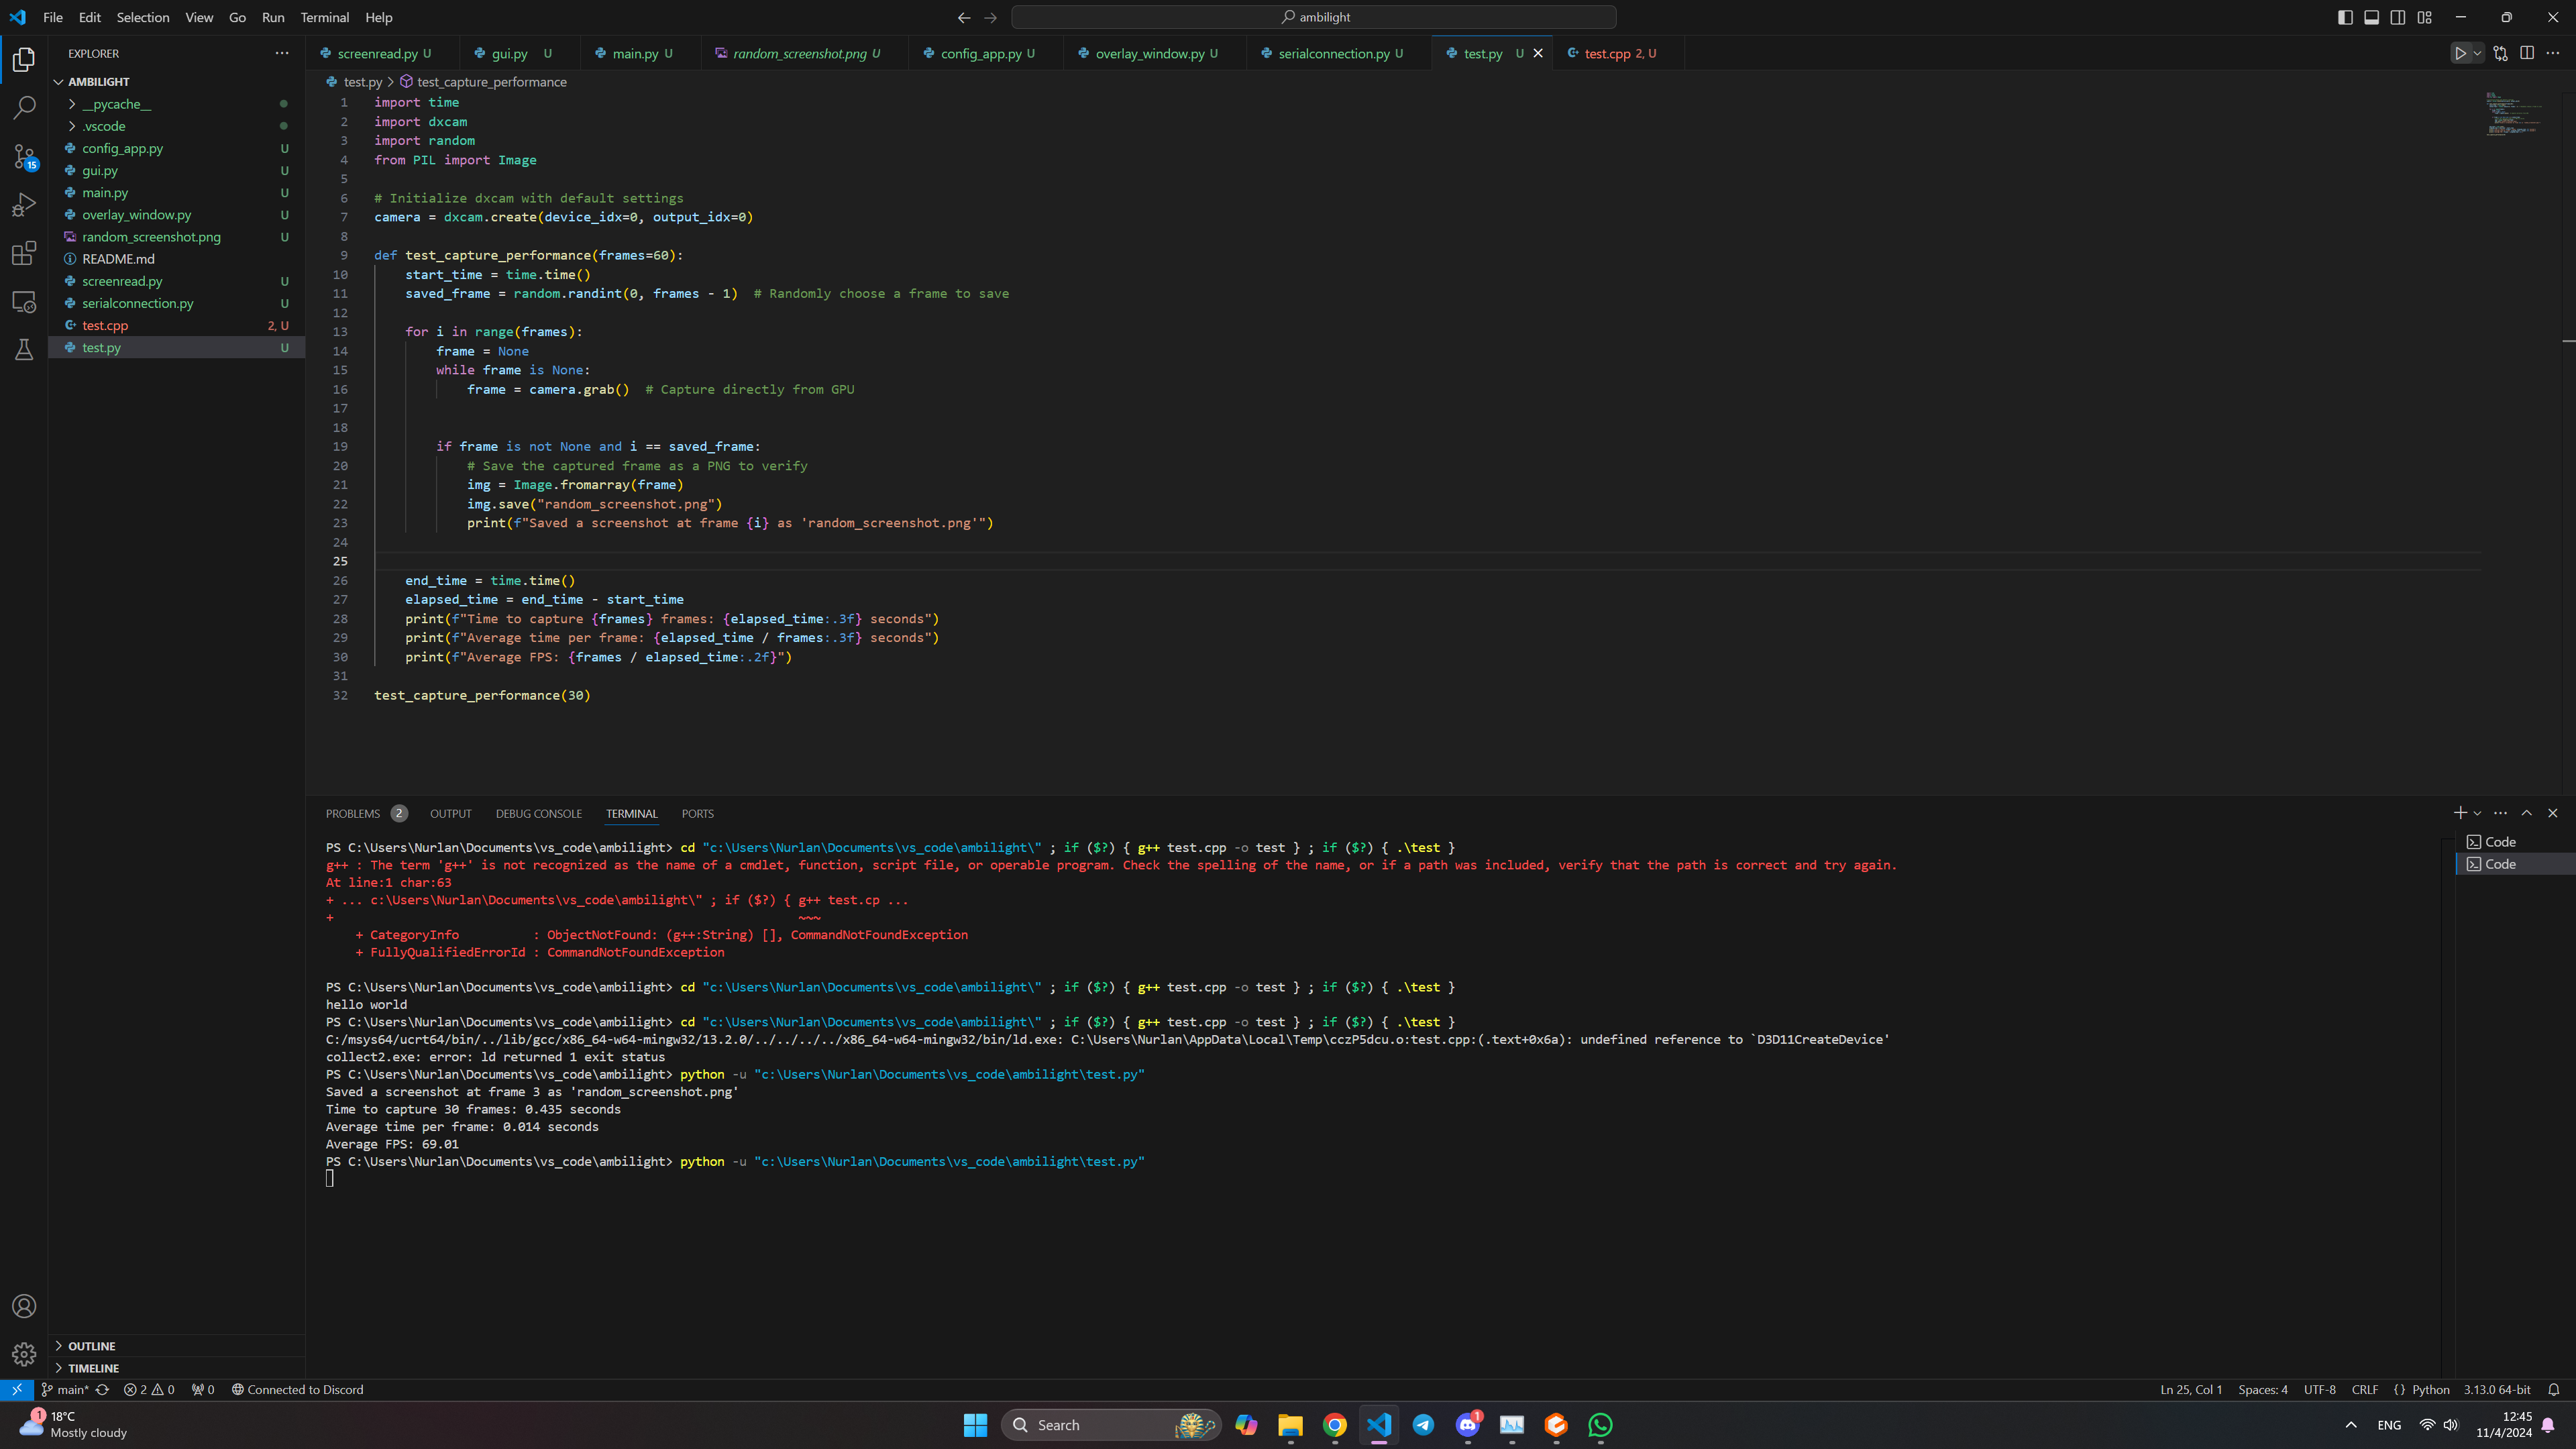 File Edit Selection View Go Run Terminal Help
ambilight
EXPLORER
AMBILIGHT
__pycache__
.vscode
config_app.py U
gui.py U
main.py U
overlay_window.py U
random_screenshot.png U
README.md
screenread.py U
serialconnection.py U
test.cpp 2, U
test.py U
15
OUTLINE
TIMELINE
screenread.py U gui.py U main.py U random_screenshot.png U config_app.py U overlay_window.py U serialconnection.py U test.py U test.cpp 2, U
test.py > test_capture_performance
1 import time
2 import dxcam
3 import random
4 from PIL import Image
5
6 # Initialize dxcam with default settings
7 camera = dxcam.create(device_idx=0, output_idx=0)
8
9 def test_capture_performance(frames=60):
10 start_time = time.time()
11 saved_frame = random.randint(0, frames - 1)  # Randomly choose a frame to save
12
13 for i in range(frames):
14 frame = None
15 while frame is None:
16 frame = camera.grab()  # Capture directly from GPU
17
18
19 if frame is not None and i == saved_frame:
20 # Save the captured frame as a PNG to verify
21 img = Image.fromarray(frame)
22 img.save("random_screenshot.png")
23 print(f"Saved a screenshot at frame {i} as 'random_screenshot.png'")
24
25
26 end_time = time.time()
27 elapsed_time = end_time - start_time
28 print(f"Time to capture {frames} frames: {elapsed_time:.3f} seconds")
29 print(f"Average time per frame: {elapsed_time / frames:.3f} seconds")
30 print(f"Average FPS: {frames / elapsed_time:.2f}")
31
32 test_capture_performance(30)
PROBLEMS 2 OUTPUT DEBUG CONSOLE TERMINAL PORTS
PS C:\Users\Nurlan\Documents\vs_code\ambilight> cd "c:\Users\Nurlan\Documents\vs_code\ambilight\" ; if ($?) { g++ test.cpp -o test } ; if ($?) { .\test }
g++ : The term 'g++' is not recognized as the name of a cmdlet, function, script file, or operable program. Check the spelling of the name, or if a path was included, verify that the path is correct and try again.
At line:1 char:63
+ ... c:\Users\Nurlan\Documents\vs_code\ambilight\" ; if ($?) { g++ test.cp ...
+ ~~~
+ CategoryInfo : ObjectNotFound: (g++:String) [], CommandNotFoundException
+ FullyQualifiedErrorId : CommandNotFoundException
PS C:\Users\Nurlan\Documents\vs_code\ambilight> cd "c:\Users\Nurlan\Documents\vs_code\ambilight\" ; if ($?) { g++ test.cpp -o test } ; if ($?) { .\test }
hello world
PS C:\Users\Nurlan\Documents\vs_code\ambilight> cd "c:\Users\Nurlan\Documents\vs_code\ambilight\" ; if ($?) { g++ test.cpp -o test } ; if ($?) { .\test }
C:/msys64/ucrt64/bin/../lib/gcc/x86_64-w64-mingw32/13.2.0/../../../../x86_64-w64-mingw32/bin/ld.exe: C:\Users\Nurlan\AppData\Local\Temp\cczP5dcu.o:test.cpp:(.text+0x6a): undefined reference to `D3D11CreateDevice'
collect2.exe: error: ld returned 1 exit status
PS C:\Users\Nurlan\Documents\vs_code\ambilight> python -u "c:\Users\Nurlan\Documents\vs_code\ambilight\test.py"
Saved a screenshot at frame 3 as 'random_screenshot.png'
Time to capture 30 frames: 0.435 seconds
Average time per frame: 0.014 seconds
Average FPS: 69.01
PS C:\Users\Nurlan\Documents\vs_code\ambilight> python -u "c:\Users\Nurlan\Documents\vs_code\ambilight\test.py"
Code
Code
main* 2 0 0 Connected to Discord Ln 25, Col 1 Spaces: 4 UTF-8 CRLF {} Python 3.13.0 64-bit
1 18°C
Mostly cloudy
Search
1
ENG
12:45
11/4/2024